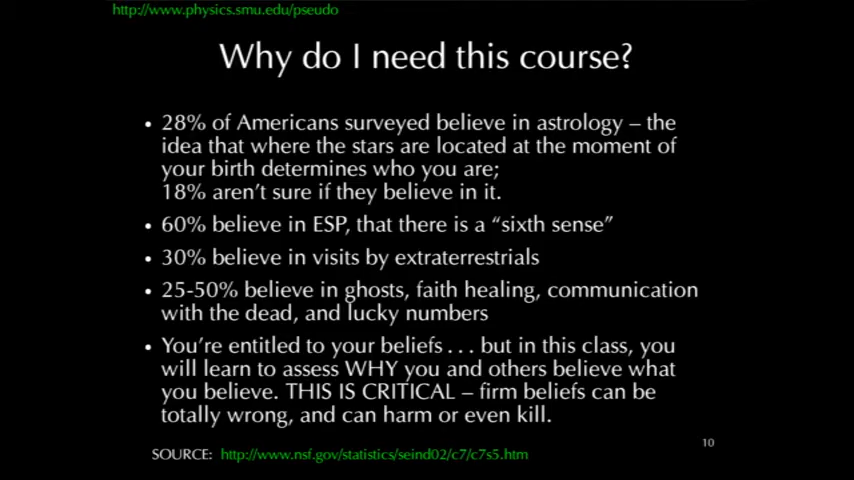 http://www.physics.smu.edu/pseudo
Why do I need this course?
• 28% of Americans surveyed believe in astrology – the
idea that where the stars are located at the moment of
your birth determines who you are;
18% aren't sure if they believe in it.
• 60% believe in ESP, that there is a “sixth sense”
• 30% believe in visits by extraterrestrials
• 25-50% believe in ghosts, faith healing, communication
with the dead, and lucky numbers
• You're entitled to your beliefs . . . but in this class, you
will learn to assess WHY you and others believe what
you believe. THIS IS CRITICAL – firm beliefs can be
totally wrong, and can harm or even kill.
10
SOURCE: http://www.nsf.gov/statistics/seind02/c7/c7s5.htm